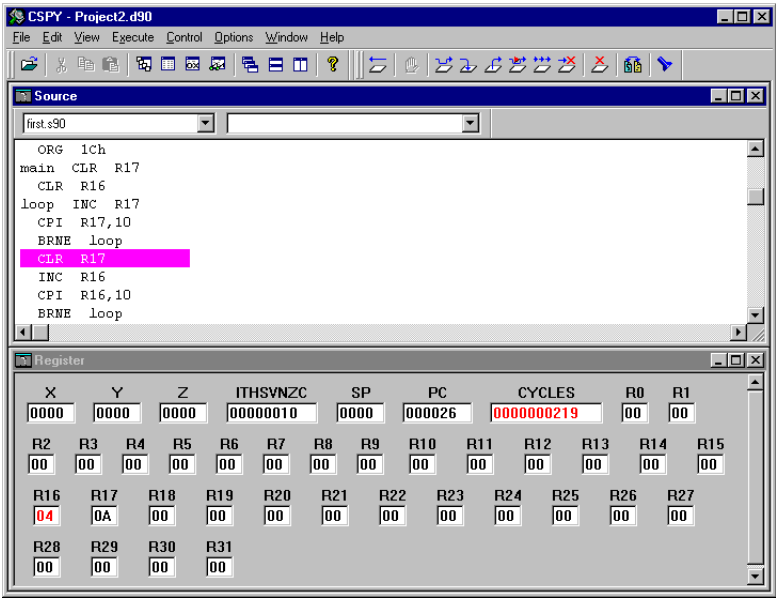 CSPY - Project2.d90
File Edit View Execute Control Options Window Help
Source
first.s90
ORG 1Ch
main CLR R17
CLR R16
loop INC R17
CPI R17,10
BRNE loop
CLR R17
INC R16
CPI R16,10
BRNE loop
Register
X Y Z ITHSVNZC SP PC CYCLES R0 R1
0000 0000 0000 00000010 0000 000026 0000000219 00 00
R2 R3 R4 R5 R6 R7 R8 R9 R10 R11 R12 R13 R14 R15
00 00 00 00 00 00 00 00 00 00 00 00 00 00
R16 R17 R18 R19 R20 R21 R22 R23 R24 R25 R26 R27
04 0A 00 00 00 00 00 00 00 00 00 00
R28 R29 R30 R31
00 00 00 00